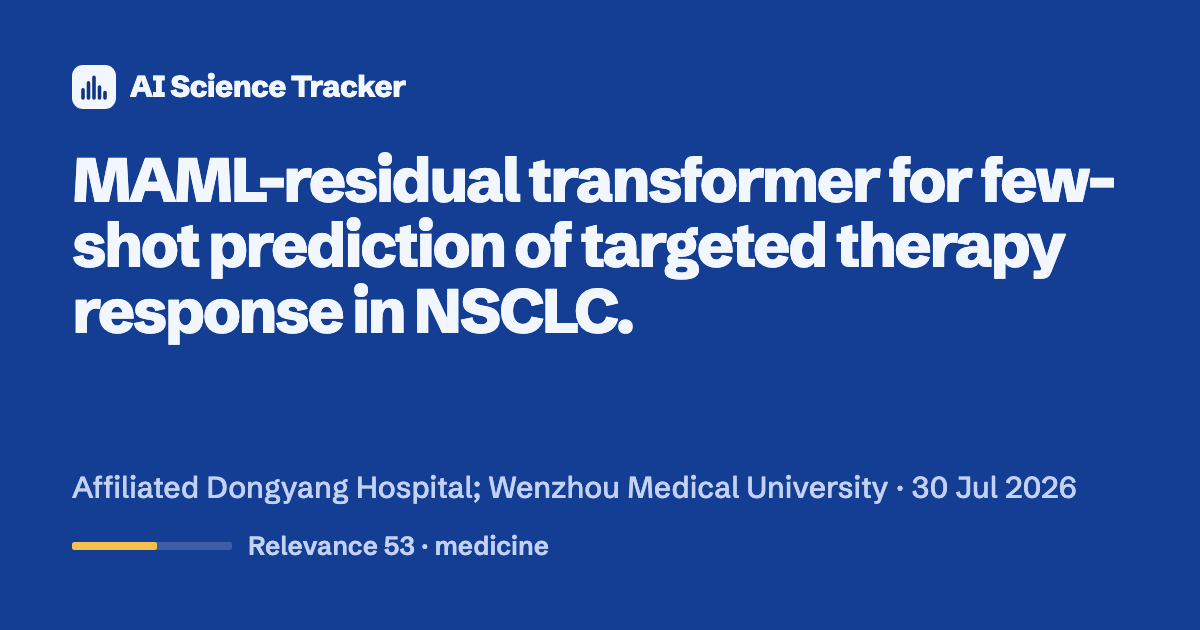 AI Science Tracker
MAML-residual transformer for few-
shot prediction of targeted therapy
response in NSCLC.
Affiliated Dongyang Hospital; Wenzhou Medical University · 30 Jul 2026
Relevance 53 · medicine